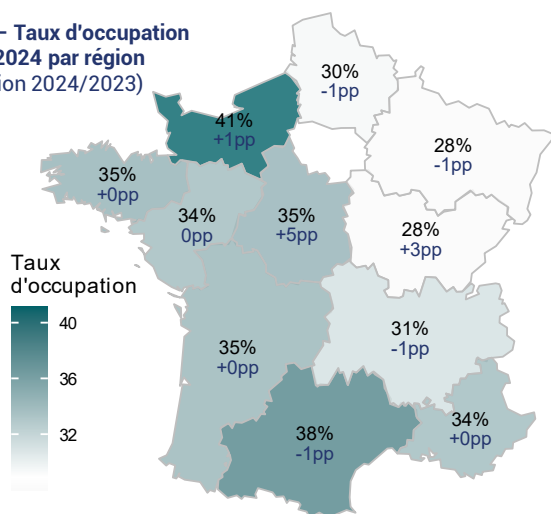 – Taux d'occupation
2024 par région
ion 2024/2023)
30%
-1pp
41%
+1pp
28%
-1pp
35%
+0pp
34%
0pp
35%
+5pp
28%
+3pp
Taux
d'occupation
40
36
32
31%
-1pp
35%
+0pp
38%
-1pp
34%
+0pp